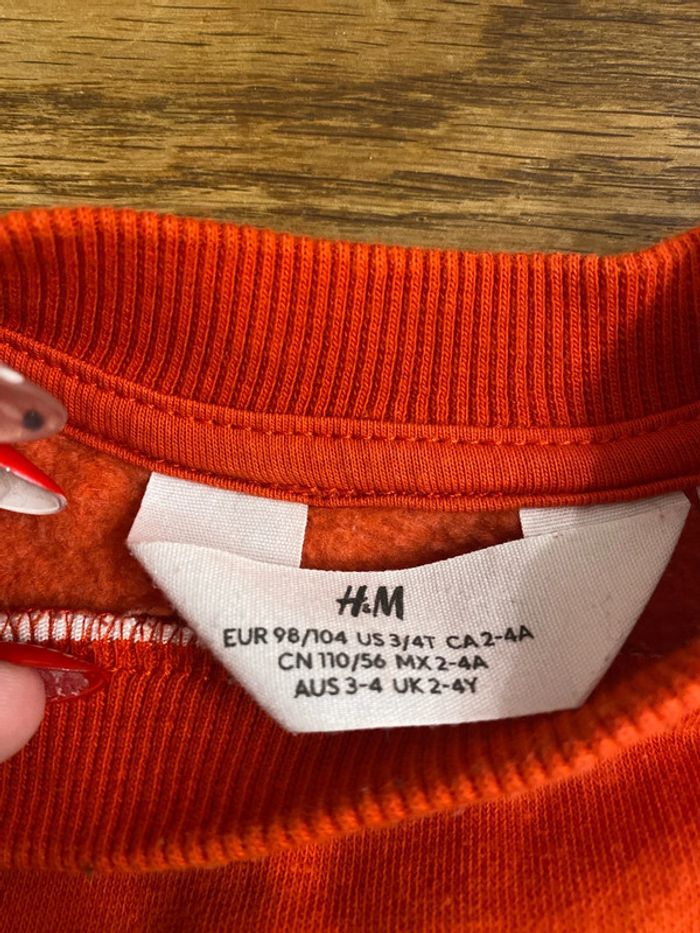 H&M
EUR 98/104 US 3/4T CA 2-4A
CN 110/56 MX 2-4A
AUS 3-4 UK 2-4Y